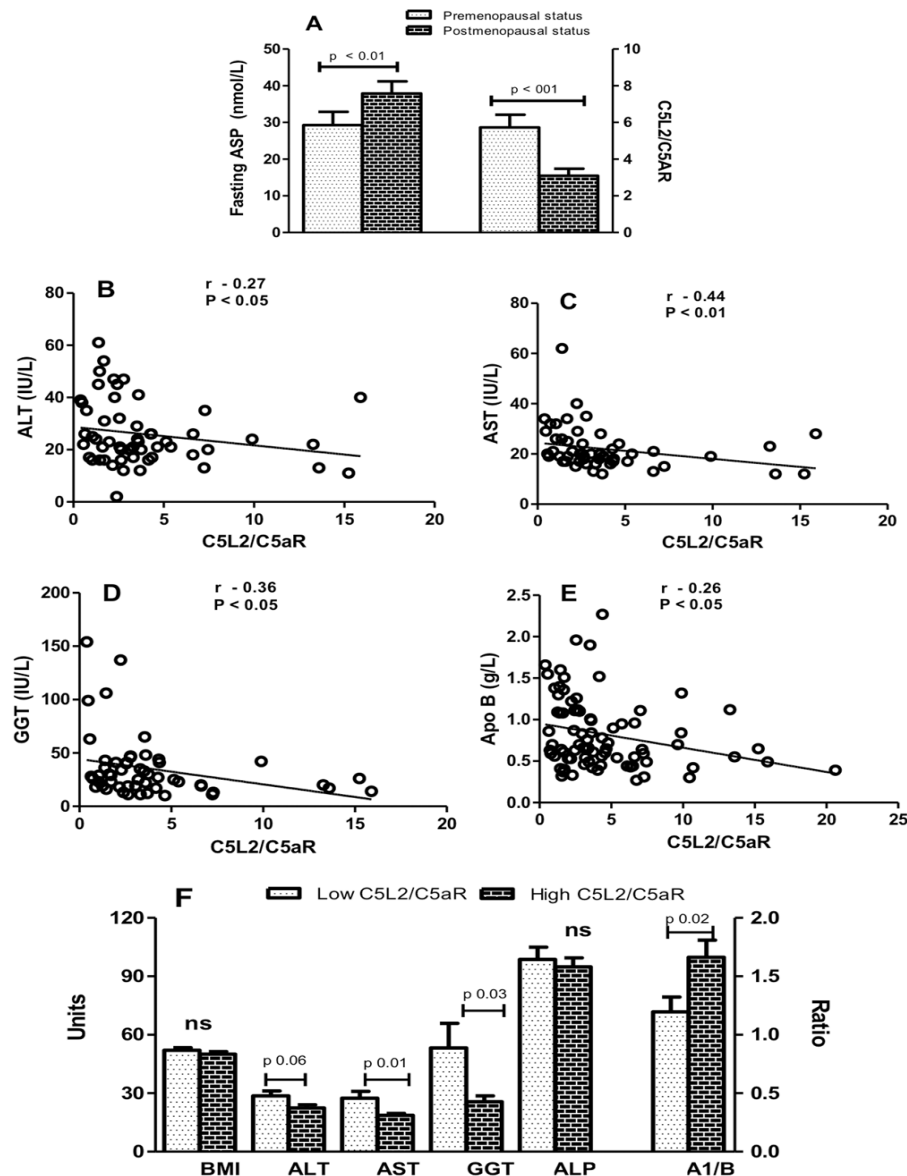 Premenopausal status
Postmenopausal status
A
50
40
30
20
10
0
Fasting ASP (nmol/L)
p < 0.01
p <001
10
8
6
4
2
0
C5L2/C5AR
B
r - 0.27
P < 0.05
80
60
40
20
0
ALT (IU/L)
0 5 10 15 20
C5L2/C5aR
C
r - 0.44
P < 0.01
80
60
40
20
0
AST (IU/L)
0 5 10 15 20
C5L2/C5aR
D
r - 0.36
P < 0.05
200
150
100
50
0
GGT (IU/L)
0 5 10 15 20
C5L2/C5aR
E
r - 0.26
P < 0.05
2.5
2.0
1.5
1.0
0.5
0.0
Apo B (g/L)
0 5 10 15 20 25
C5L2/C5aR
F
Low C5L2/C5aR
High C5L2/C5aR
120
90
60
30
0
Units
ns
p 0.06
p 0.01
p 0.03
ns
p 0.02
2.0
1.5
1.0
0.5
0.0
Ratio
BMI ALT AST GGT ALP A1/B